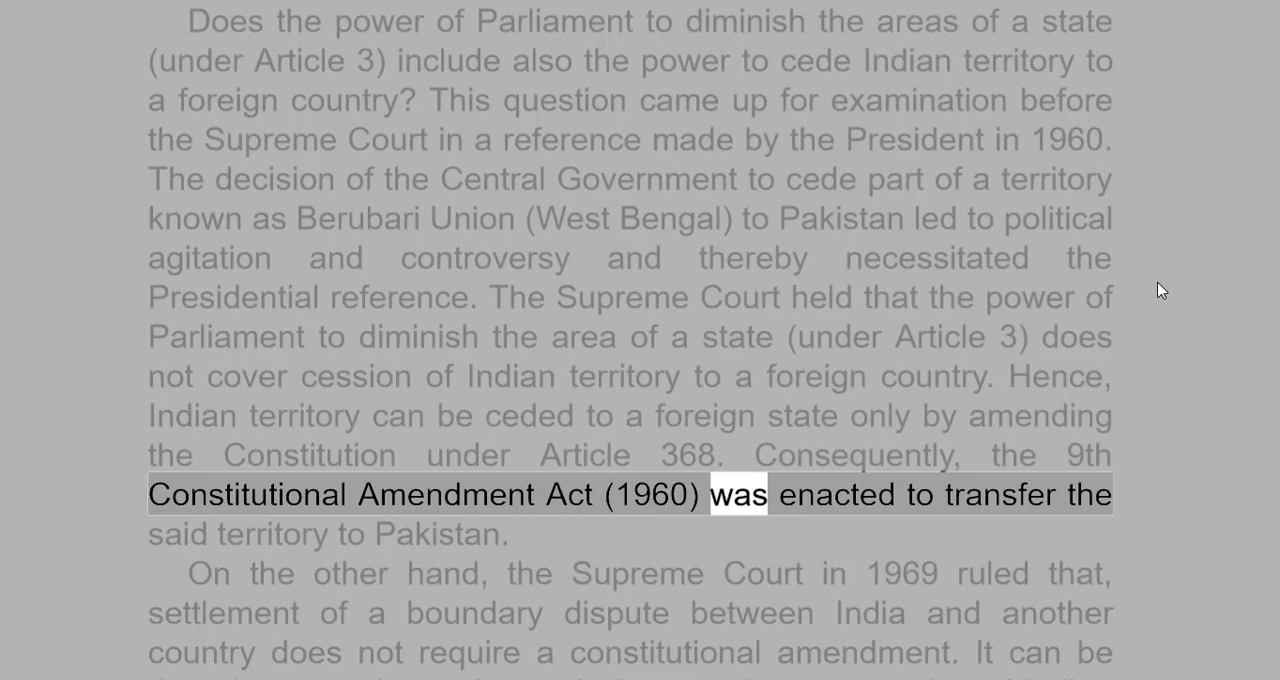 Does the power of Parliament to diminish the areas of a state
(under Article 3) include also the power to cede Indian territory to
a foreign country? This question came up for examination before
the Supreme Court in a reference made by the President in 1960.
The decision of the Central Government to cede part of a territory
known as Berubari Union (West Bengal) to Pakistan led to political
agitation and controversy and thereby necessitated the
Presidential reference. The Supreme Court held that the power of
Parliament to diminish the area of a state (under Article 3) does
not cover cession of Indian territory to a foreign country. Hence,
Indian territory can be ceded to a foreign state only by amending
the Constitution under Article 368. Consequently, the 9th
Constitutional Amendment Act (1960) was enacted to transfer the
said territory to Pakistan.
On the other hand, the Supreme Court in 1969 ruled that,
settlement of a boundary dispute between India and another
country does not require a constitutional amendment. It can be